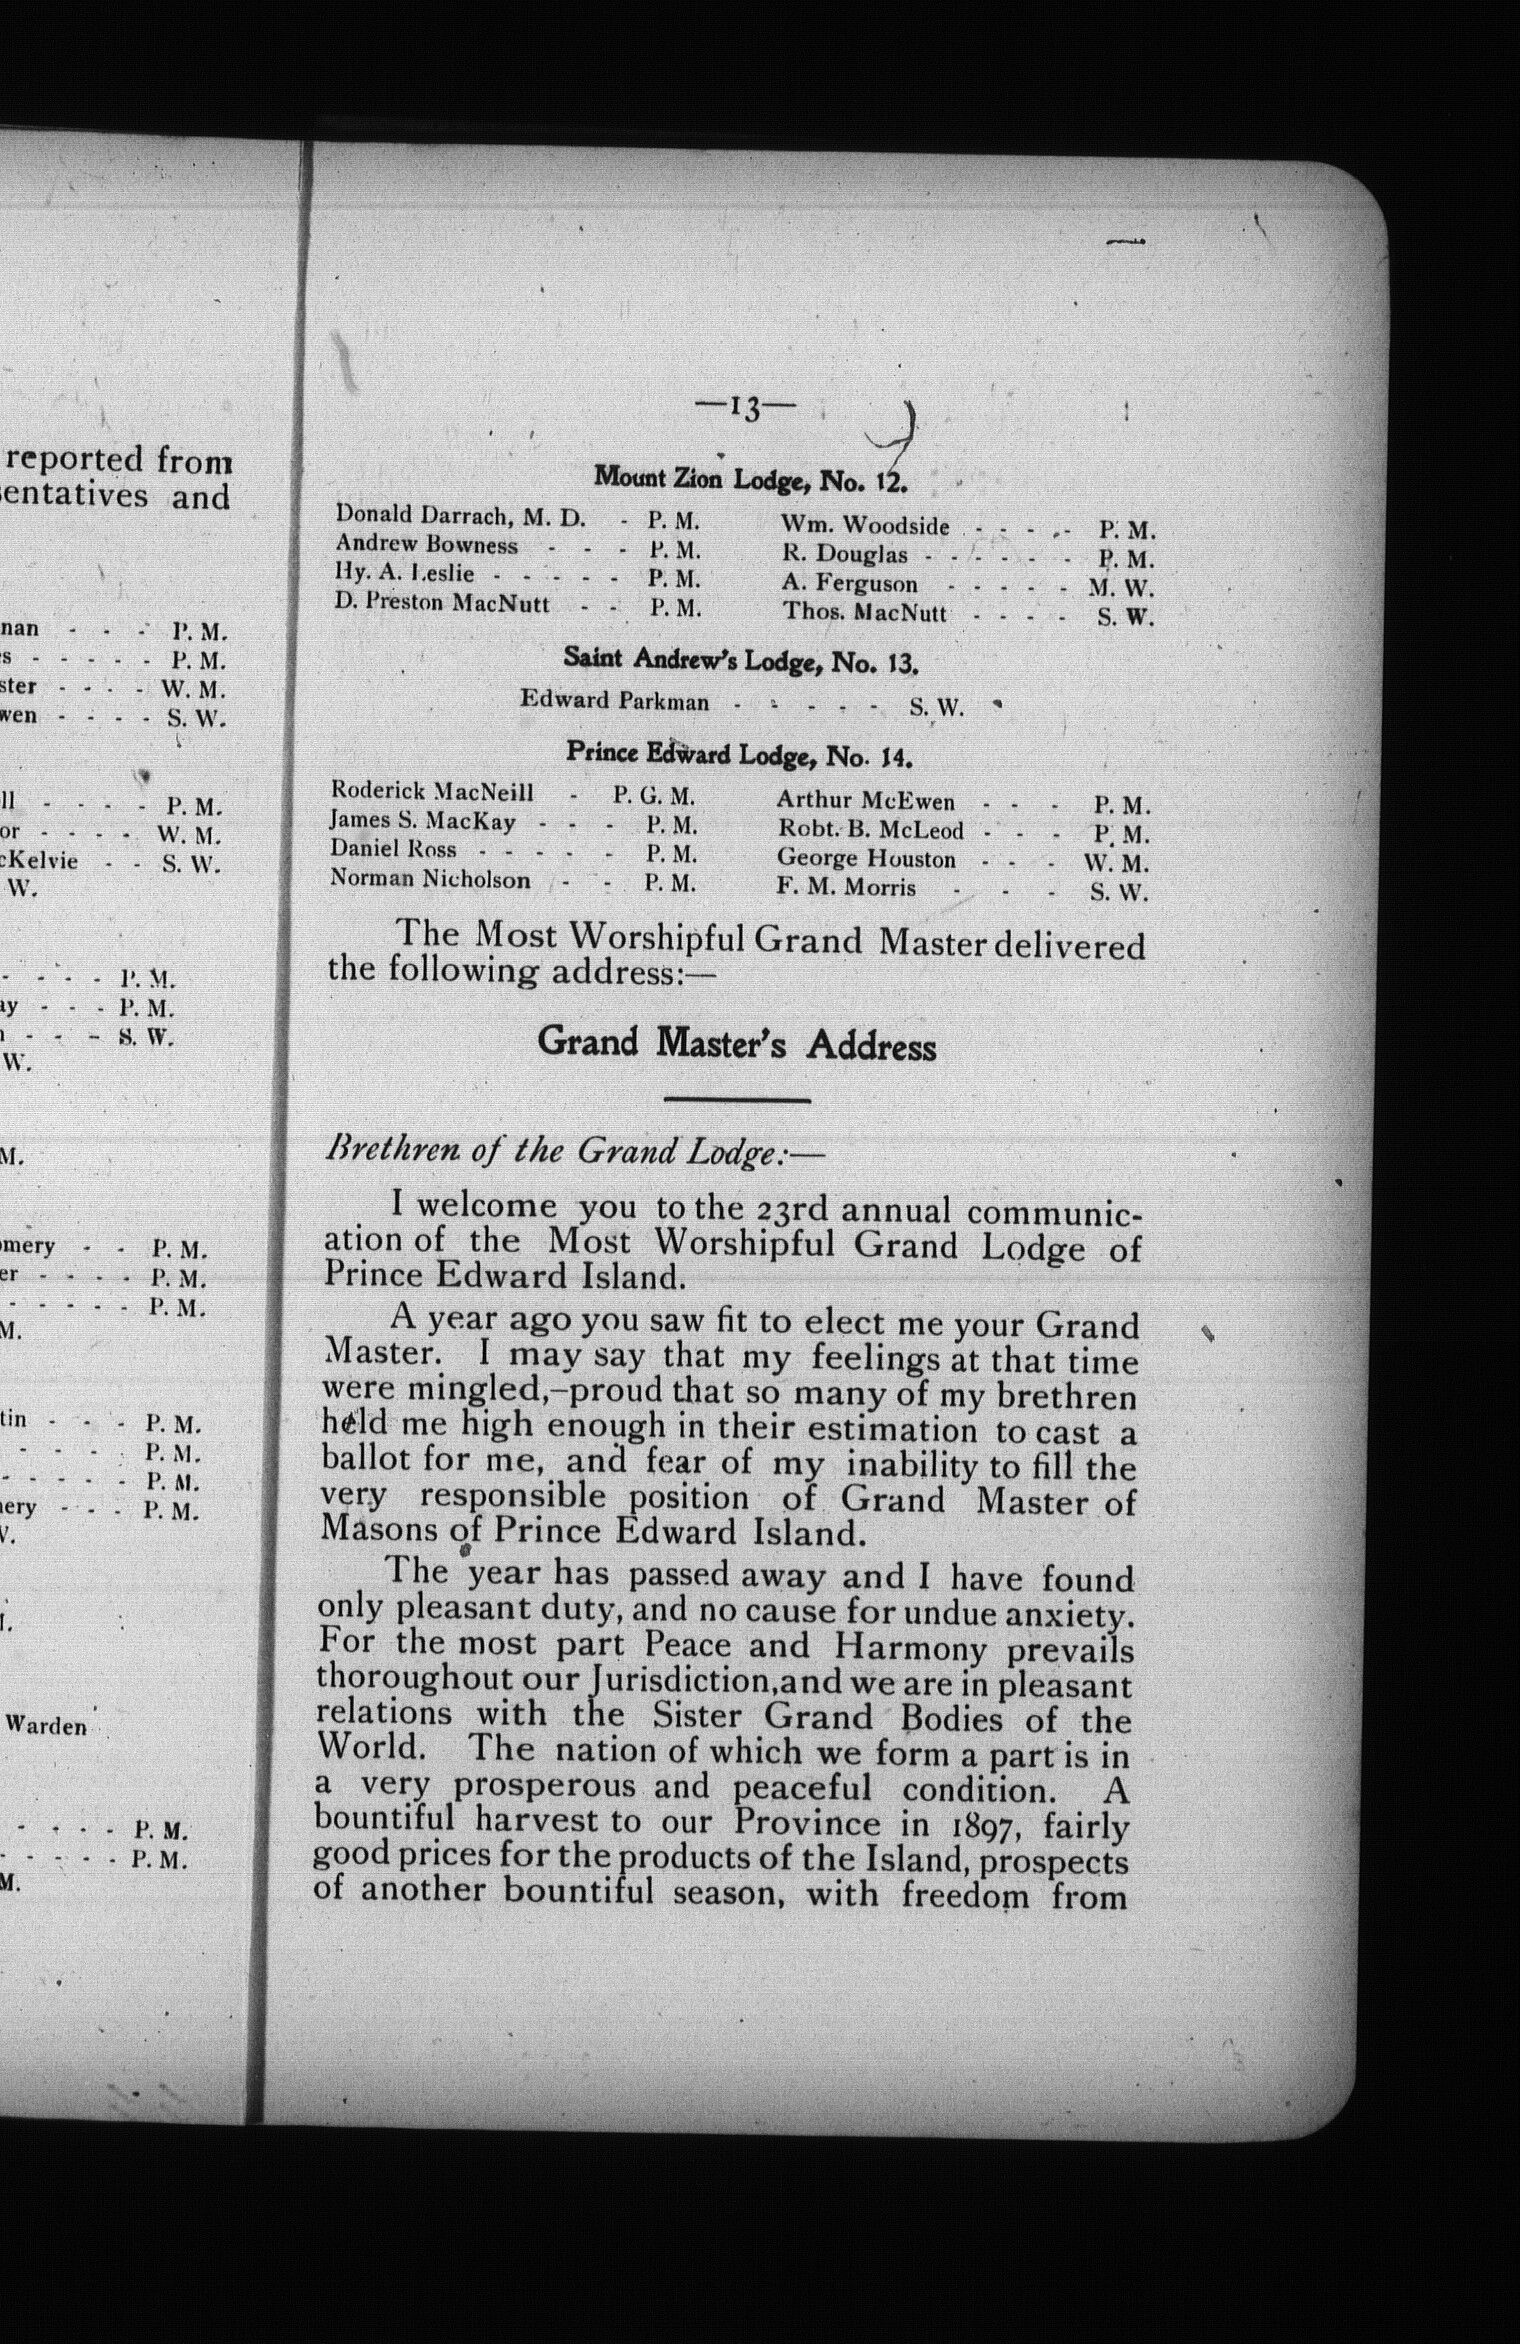 reported from
and
P. M.
P. M.
W. M.
S. W.
P. M.
W. M.
S. W.
W.
P. M.
P. M.
S. W.
W.
M.
P. M.
P. M.
P. M.
M.
P. M.
P. M.
P. M.
P. M.
Warden
P. M.
P. M.
M.
—13—
Mount Zion Lodge, No. 12.
Donald Darrach, M. D. - P. M. Wm. Woodside - - - - P. M.
Andrew Bowness - - - P. M. R. Douglas - - - - - - P. M.
Hy. A. Leslie - - - - - P. M. A. Ferguson - - - - - M. W.
D. Preston MacNutt - - P. M. Thos. MacNutt - - - - S. W.
Saint Andrew's Lodge, No. 13.
Edward Parkman - - - - - S. W.
Prince Edward Lodge, No. 14.
Roderick MacNeill - P. G. M. Arthur McEwen - - - P. M.
James S. MacKay - - - P. M. Robt. B. McLeod - - - P. M.
Daniel Ross - - - - - P. M. George Houston - - - W. M.
Norman Nicholson - - P. M. F. M. Morris - - - S. W.
The Most Worshipful Grand Master delivered
the following address:—
Grand Master's Address
Brethren of the Grand Lodge:—
I welcome you to the 23rd annual communic-
ation of the Most Worshipful Grand Lodge of
Prince Edward Island.
A year ago you saw fit to elect me your Grand
Master. I may say that my feelings at that time
were mingled,–proud that so many of my brethren
held me high enough in their estimation to cast a
ballot for me, and fear of my inability to fill the
very responsible position of Grand Master of
Masons of Prince Edward Island.
The year has passed away and I have found
only pleasant duty, and no cause for undue anxiety.
For the most part Peace and Harmony prevails
thoroughout our Jurisdiction,and we are in pleasant
relations with the Sister Grand Bodies of the
World. The nation of which we form a part is in
a very prosperous and peaceful condition. A
bountiful harvest to our Province in 1897, fairly
good prices for the products of the Island, prospects
of another bountiful season, with freedom from